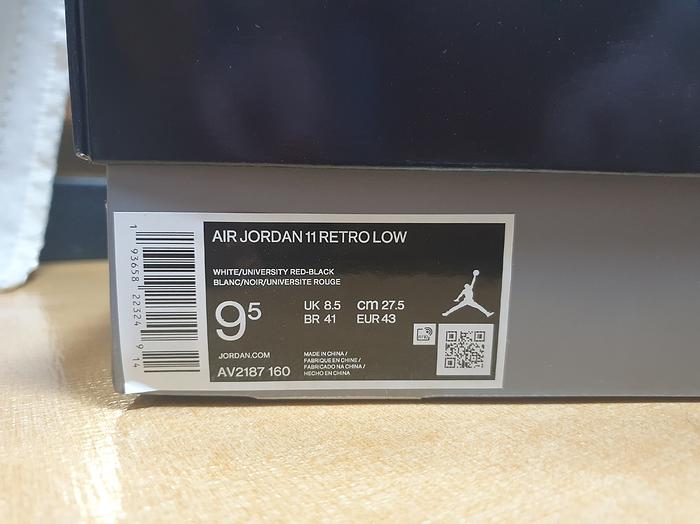 1 93658 22324 9 14
AIR JORDAN 11 RETRO LOW
WHITE/UNIVERSITY RED-BLACK
BLANC/NOIR/UNIVERSITE ROUGE
9⁵
UK 8.5 cm 27.5
BR 41 EUR 43
JORDAN.COM
AV2187 160
MADE IN CHINA /
FABRIQUE EN CHINE /
FABRICADO NA CHINA /
HECHO EN CHINA